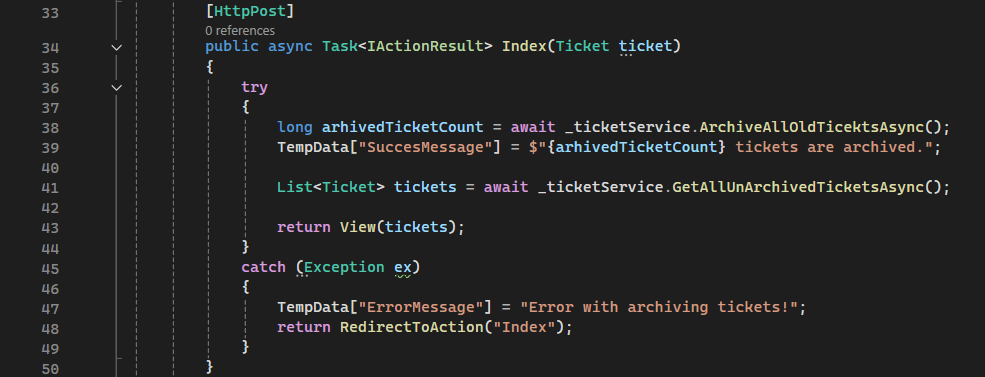 33 [HttpPost]
0 references
34 public async Task<IActionResult> Index(Ticket ticket)
35 {
36 try
37 {
38 long arhivedTicketCount = await _ticketService.ArchiveAllOldTicektsAsync();
39 TempData["SuccesMessage"] = $"{arhivedTicketCount} tickets are archived.";
40
41 List<Ticket> tickets = await _ticketService.GetAllUnArchivedTicketsAsync();
42
43 return View(tickets);
44 }
45 catch (Exception ex)
46 {
47 TempData["ErrorMessage"] = "Error with archiving tickets!";
48 return RedirectToAction("Index");
49 }
50 }